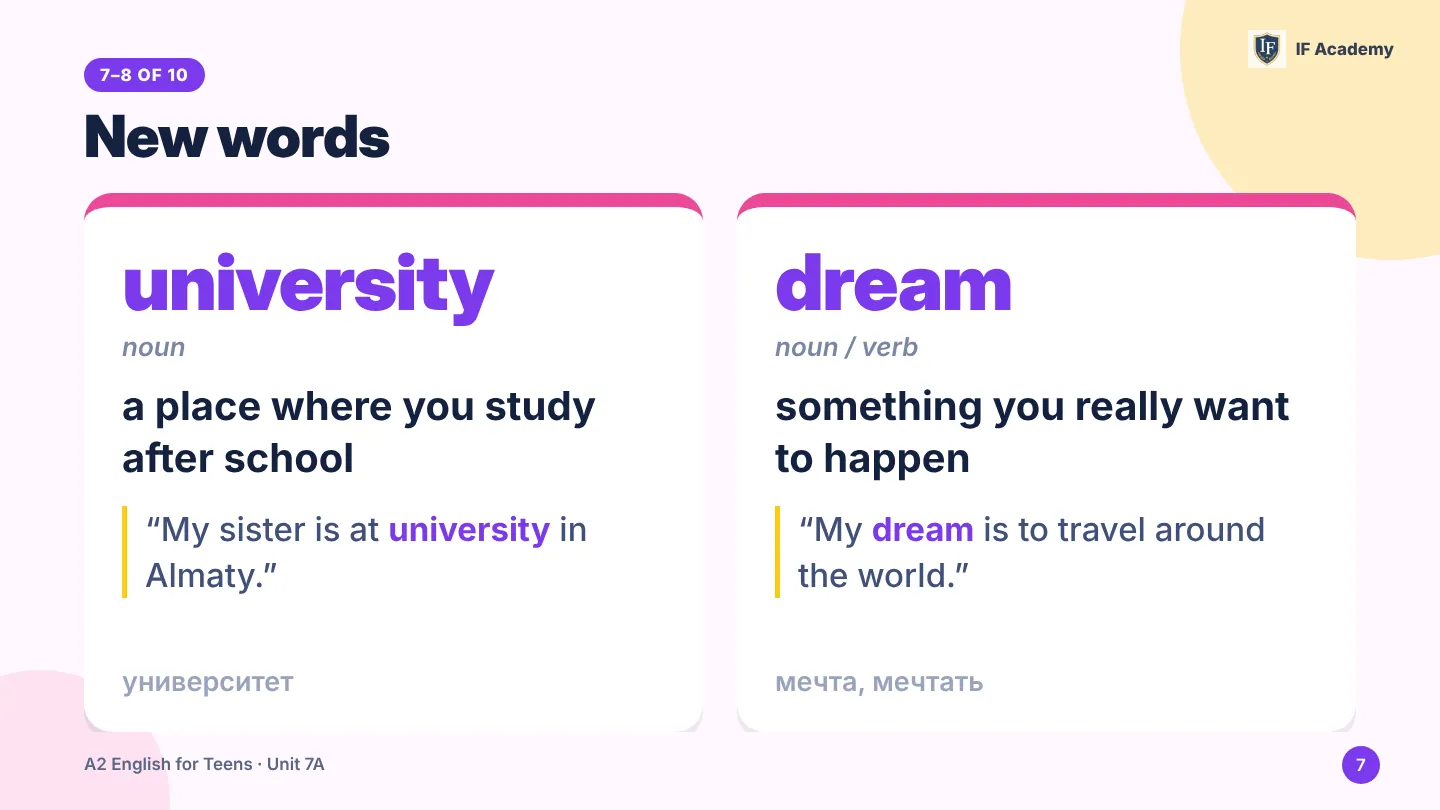 IF
IF Academy
7–8 OF 10
New words
university
noun
a place where you study
after school
“My sister is at university in
Almaty.”
университет
dream
noun / verb
something you really want
to happen
“My dream is to travel around
the world.”
мечта, мечтать
A2 English for Teens · Unit 7A
7